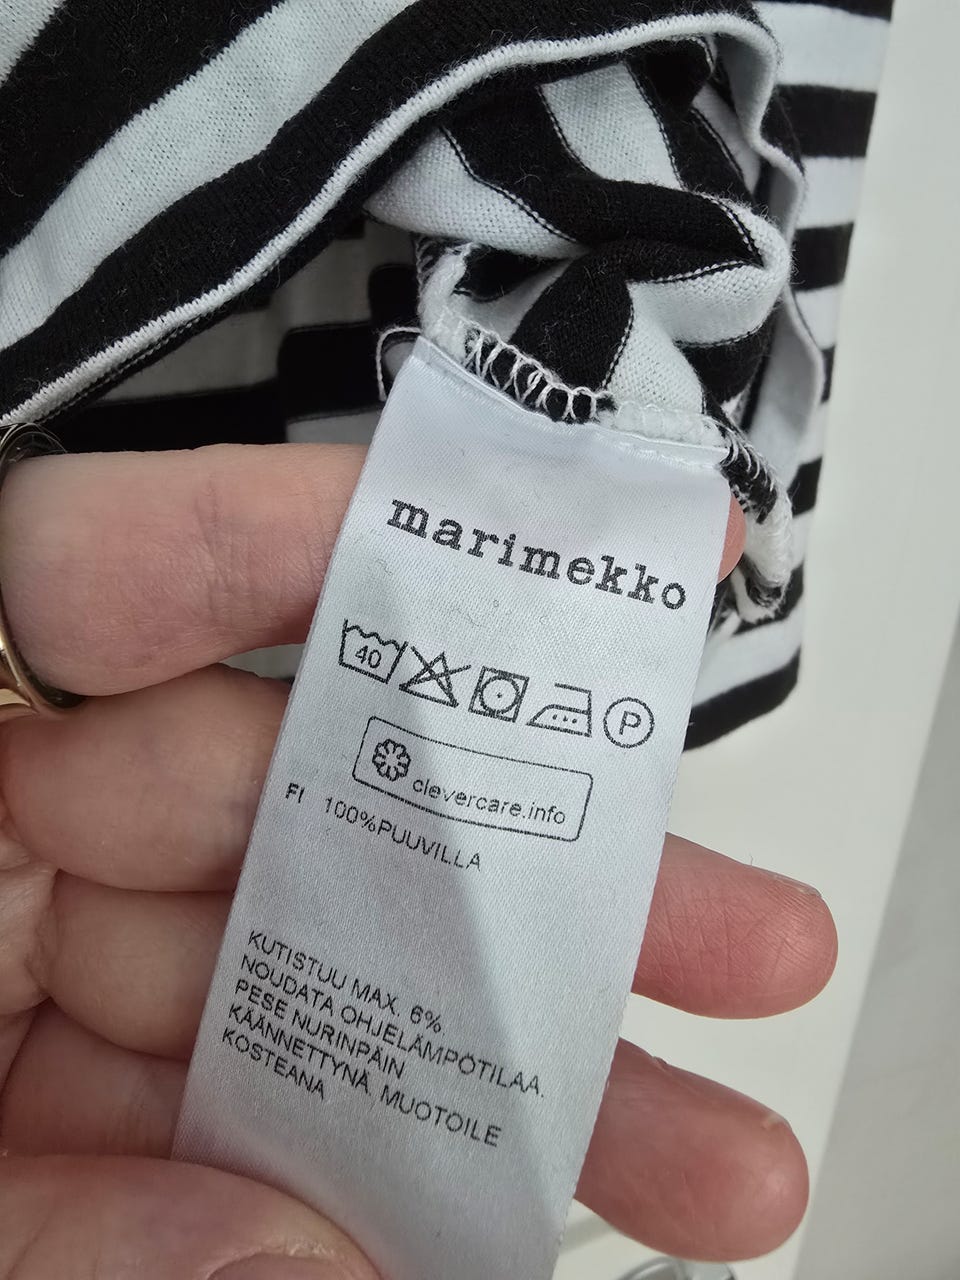 marimekko
40 P
clevercare.info
FI 100%PUUVILLA
KUTISTUU MAX. 6%
NOUDATA OHJELÄMPÖTILAA.
PESE NURINPÄIN
KÄÄNNETTYNÄ. MUOTOILE
KOSTEANA